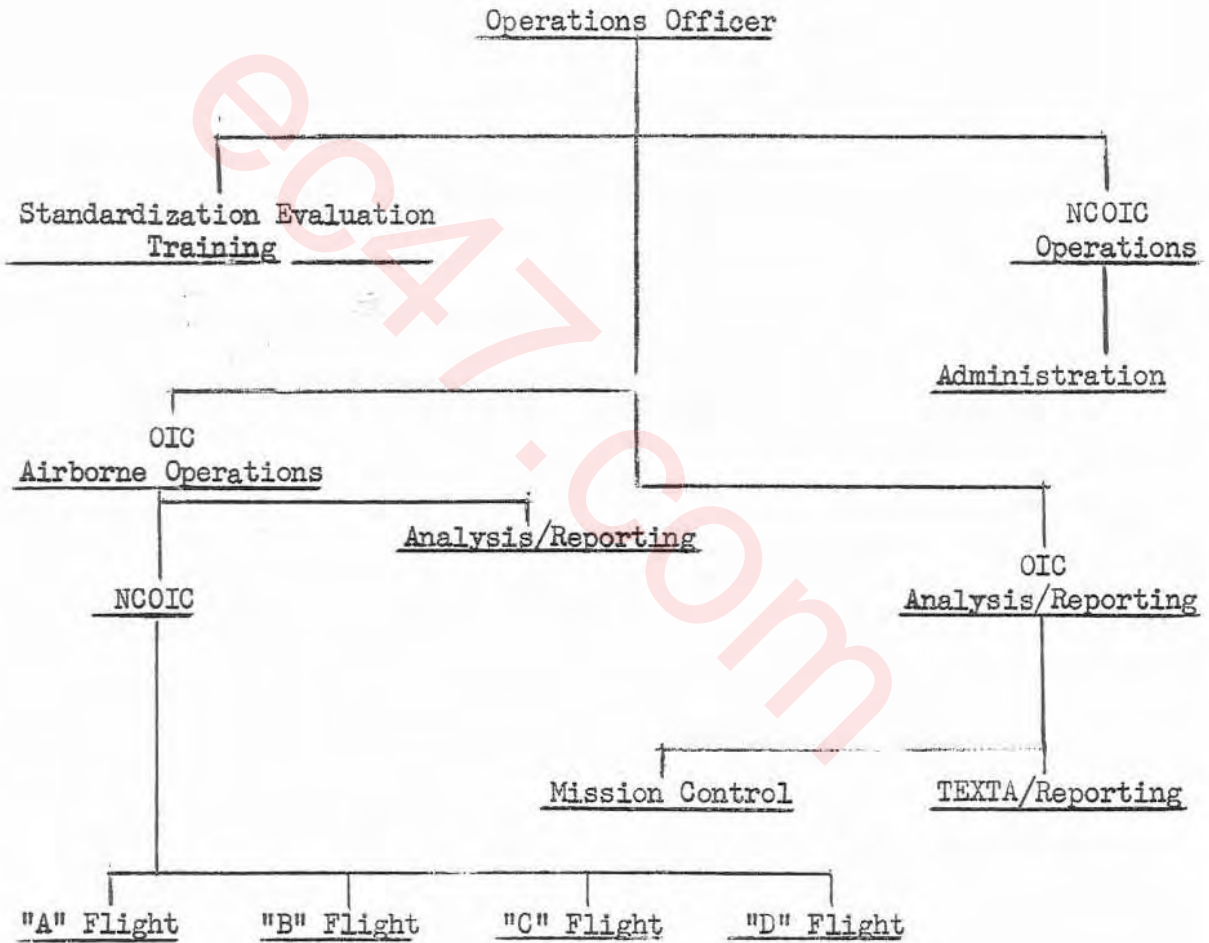 Operations Officer
Standardization Evaluation
Training
NCOIC
Operations
Administration
OIC
Airborne Operations
Analysis/Reporting
NCOIC
OIC
Analysis/Reporting
Mission Control
TEXTA/Reporting
"A" Flight
"B" Flight
"C" Flight
"D" Flight
ec47.com